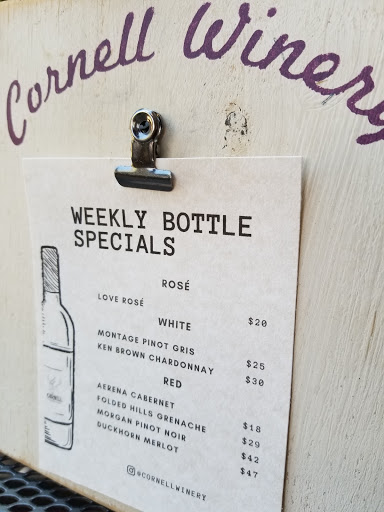 Cornell Winery
WEEKLY BOTTLE
SPECIALS
ROSÉ
LOVE ROSÉ $20
WHITE
MONTAGE PINOT GRIS $25
KEN BROWN CHARDONNAY $30
RED
AERENA CABERNET $18
FOLDED HILLS GRENACHE $29
MORGAN PINOT NOIR $42
DUCKHORN MERLOT $47
@CORNELLWINERY